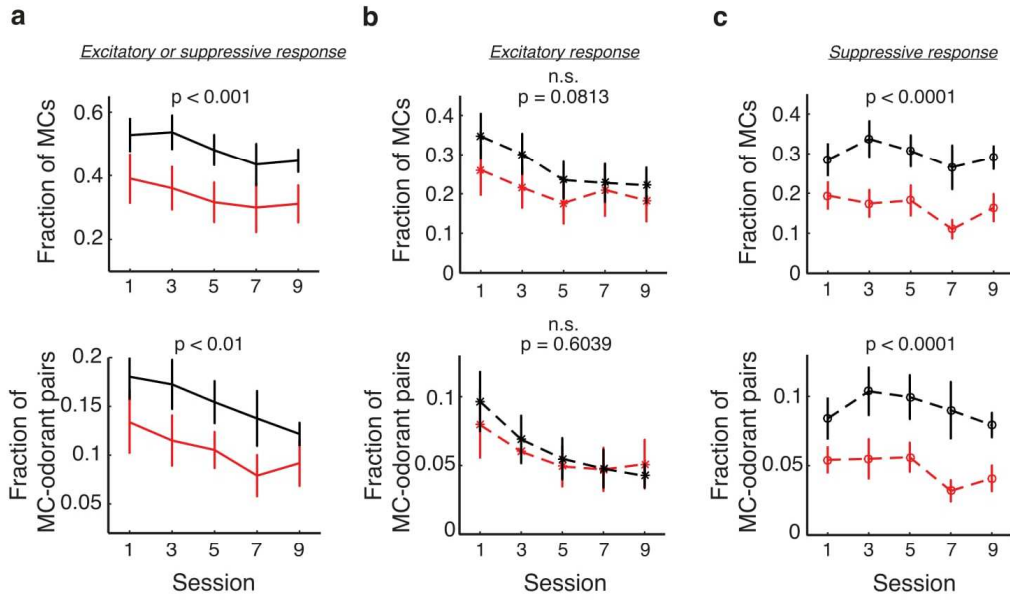 a
Excitatory or suppressive response
p < 0.001
Fraction of MCs
0.6
0.4
0.2
1 3 5 7 9
p < 0.01
Fraction of
MC-odorant pairs
0.2
0.15
0.1
0.05
1 3 5 7 9
Session
b
Excitatory response
n.s.
p = 0.0813
Fraction of MCs
0.4
0.3
0.2
0.1
0
1 3 5 7 9
n.s.
p = 0.6039
Fraction of
MC-odorant pairs
0.1
0.05
0
1 3 5 7 9
Session
c
Suppressive response
p < 0.0001
Fraction of MCs
0.4
0.3
0.2
0.1
0
1 3 5 7 9
p < 0.0001
Fraction of
MC-odorant pairs
0.1
0.05
0
1 3 5 7 9
Session